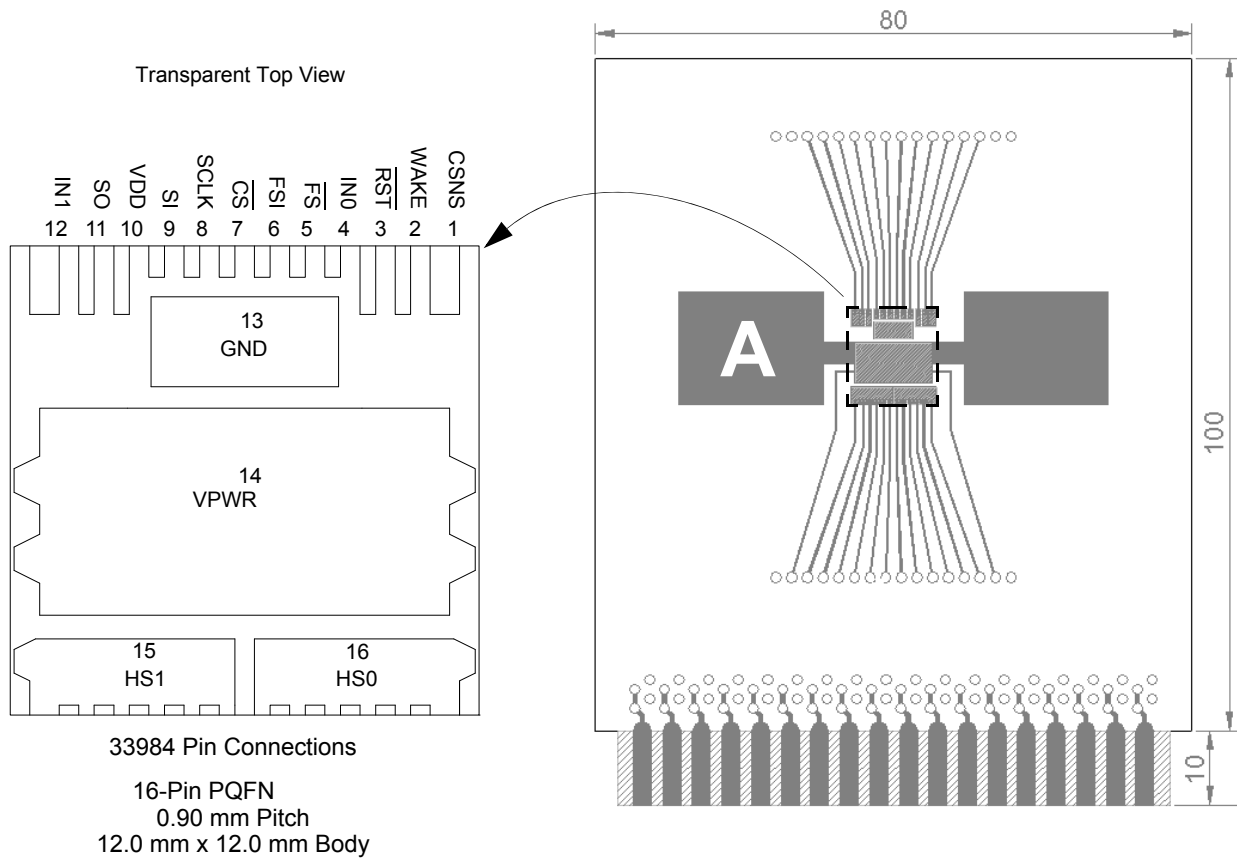 Transparent Top View
IN1
SO
VDD
SI
SCLK
CS
FSI
FS
IN0
RST
WAKE
CSNS
12 11 10 9 8 7 6 5 4 3 2 1
13
GND
14
VPWR
15
HS1
16
HS0
33984 Pin Connections
16-Pin PQFN
0.90 mm Pitch
12.0 mm x 12.0 mm Body
80
A
100
10